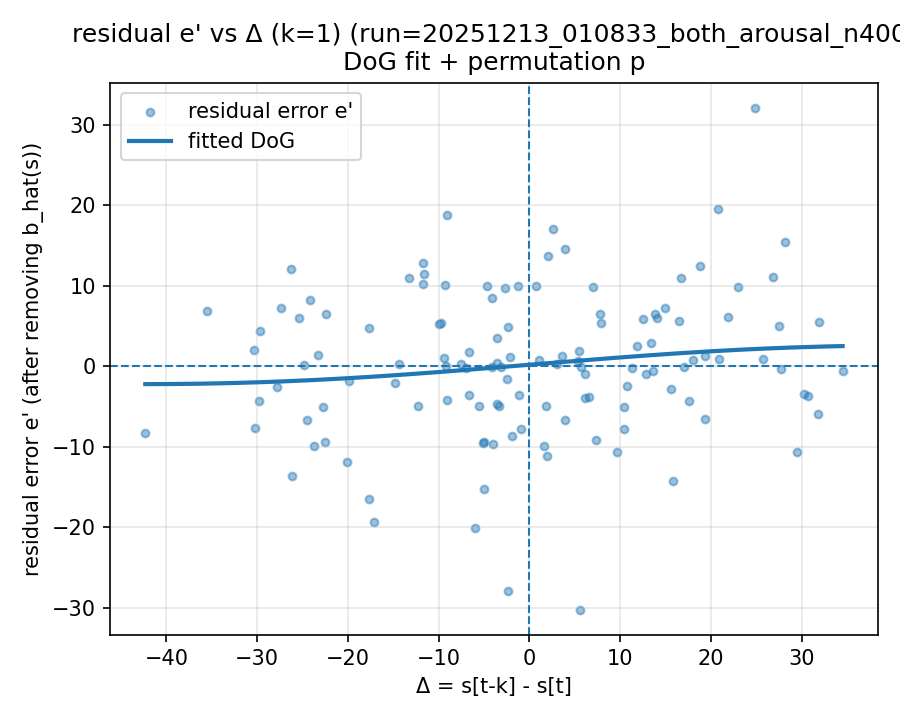 residual e' vs Δ (k=1) (run=20251213_010833_both_arousal_n400
DoG fit + permutation p
residual error e'
fitted DoG
residual error e' (after removing b_hat(s))
30
20
10
0
−10
−20
−30
−40
−30
−20
−10
0
10
20
30
Δ = s[t-k] - s[t]